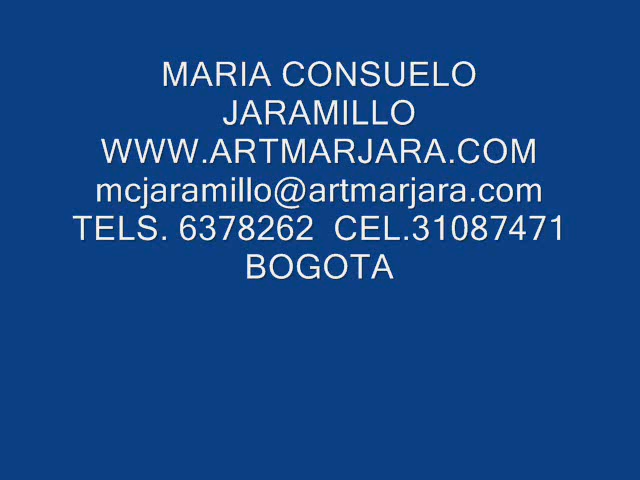 MARIA CONSUELO
JARAMILLO
WWW.ARTMARJARA.COM
mcjaramillo@artmarjara.com
TELS. 6378262  CEL.31087471
BOGOTA